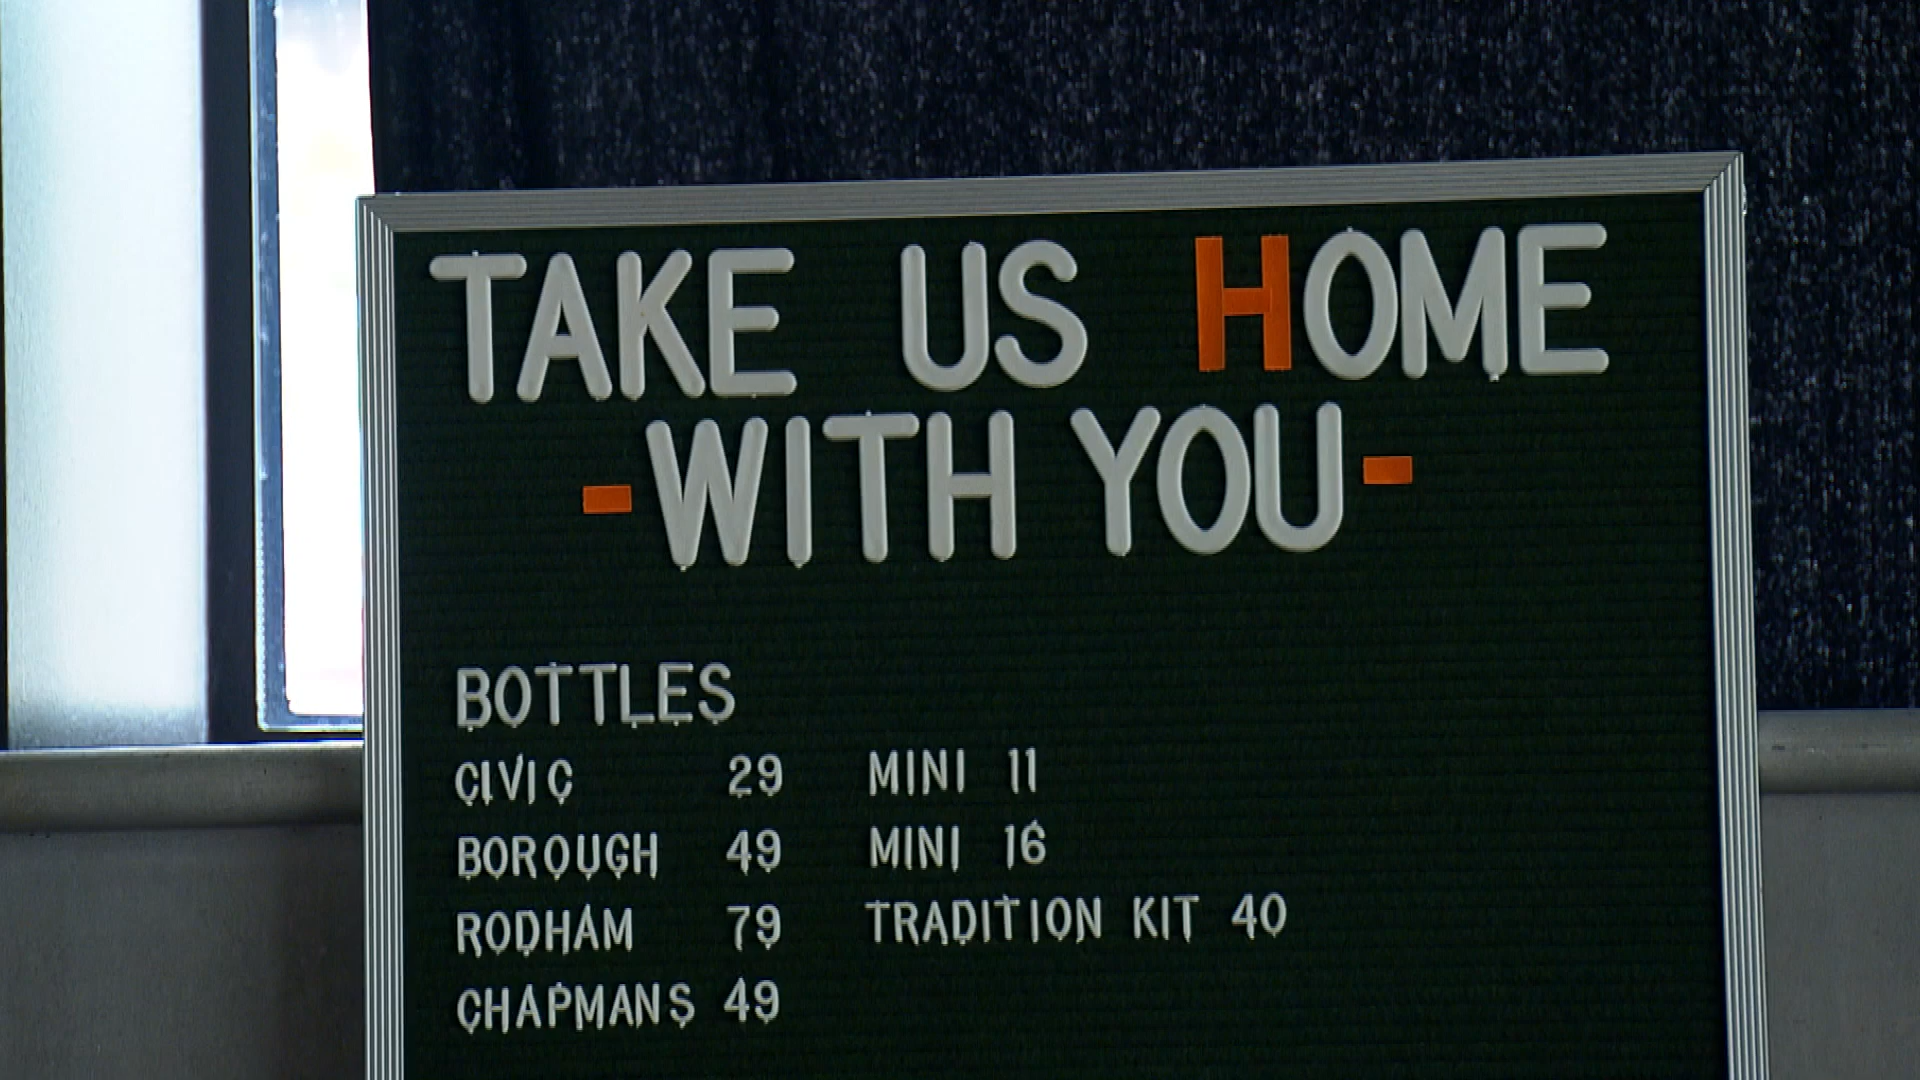 TAKE US HOME
-WITH YOU-
BOTTLES
CIVIC 29 MINI 11
BOROUGH 49 MINI 16
RODHAM 79 TRADITION KIT 40
CHAPMANS 49